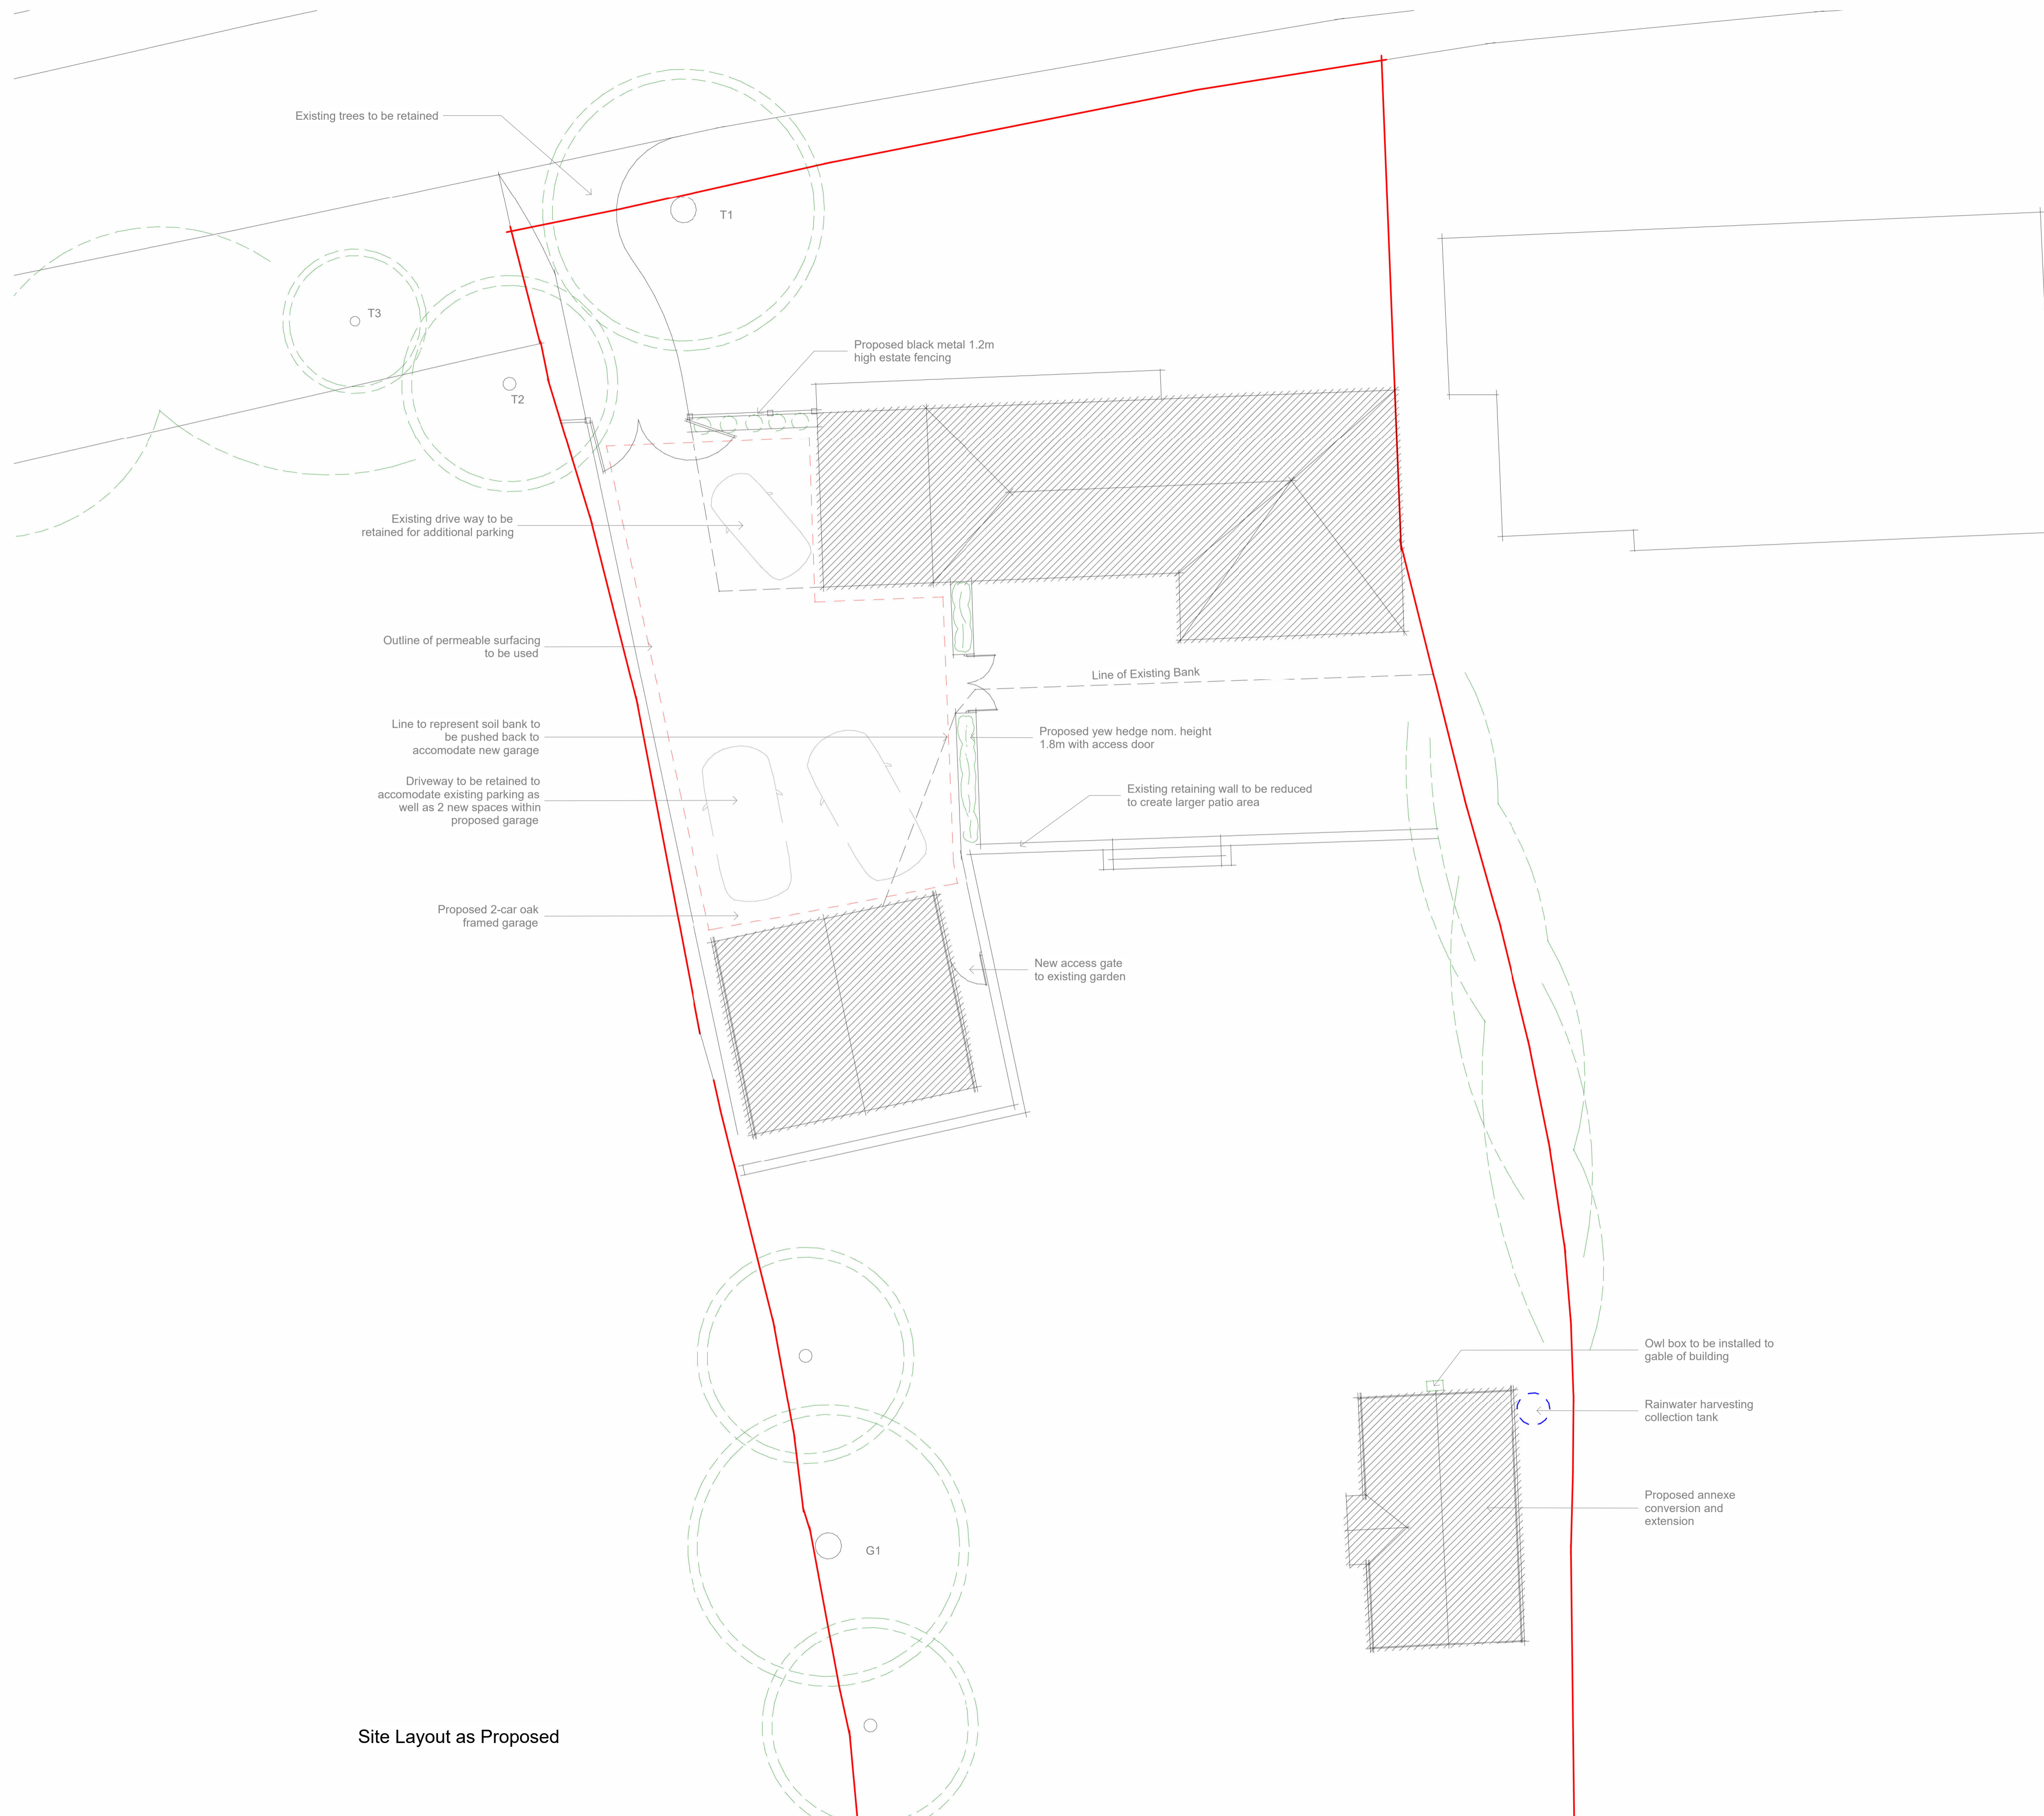 Existing trees to be retained
T1
T3
T2
Proposed black metal 1.2m
high estate fencing
Existing drive way to be
retained for additional parking
Outline of permeable surfacing
to be used
Line of Existing Bank
Line to represent soil bank to
be pushed back to
accomodate new garage
Proposed yew hedge nom. height
1.8m with access door
Driveway to be retained to
accomodate existing parking as
well as 2 new spaces within
proposed garage
Existing retaining wall to be reduced
to create larger patio area
Proposed 2-car oak
framed garage
New access gate
to existing garden
Owl box to be installed to
gable of building
Rainwater harvesting
collection tank
Proposed annexe
conversion and
extension
G1
Site Layout as Proposed